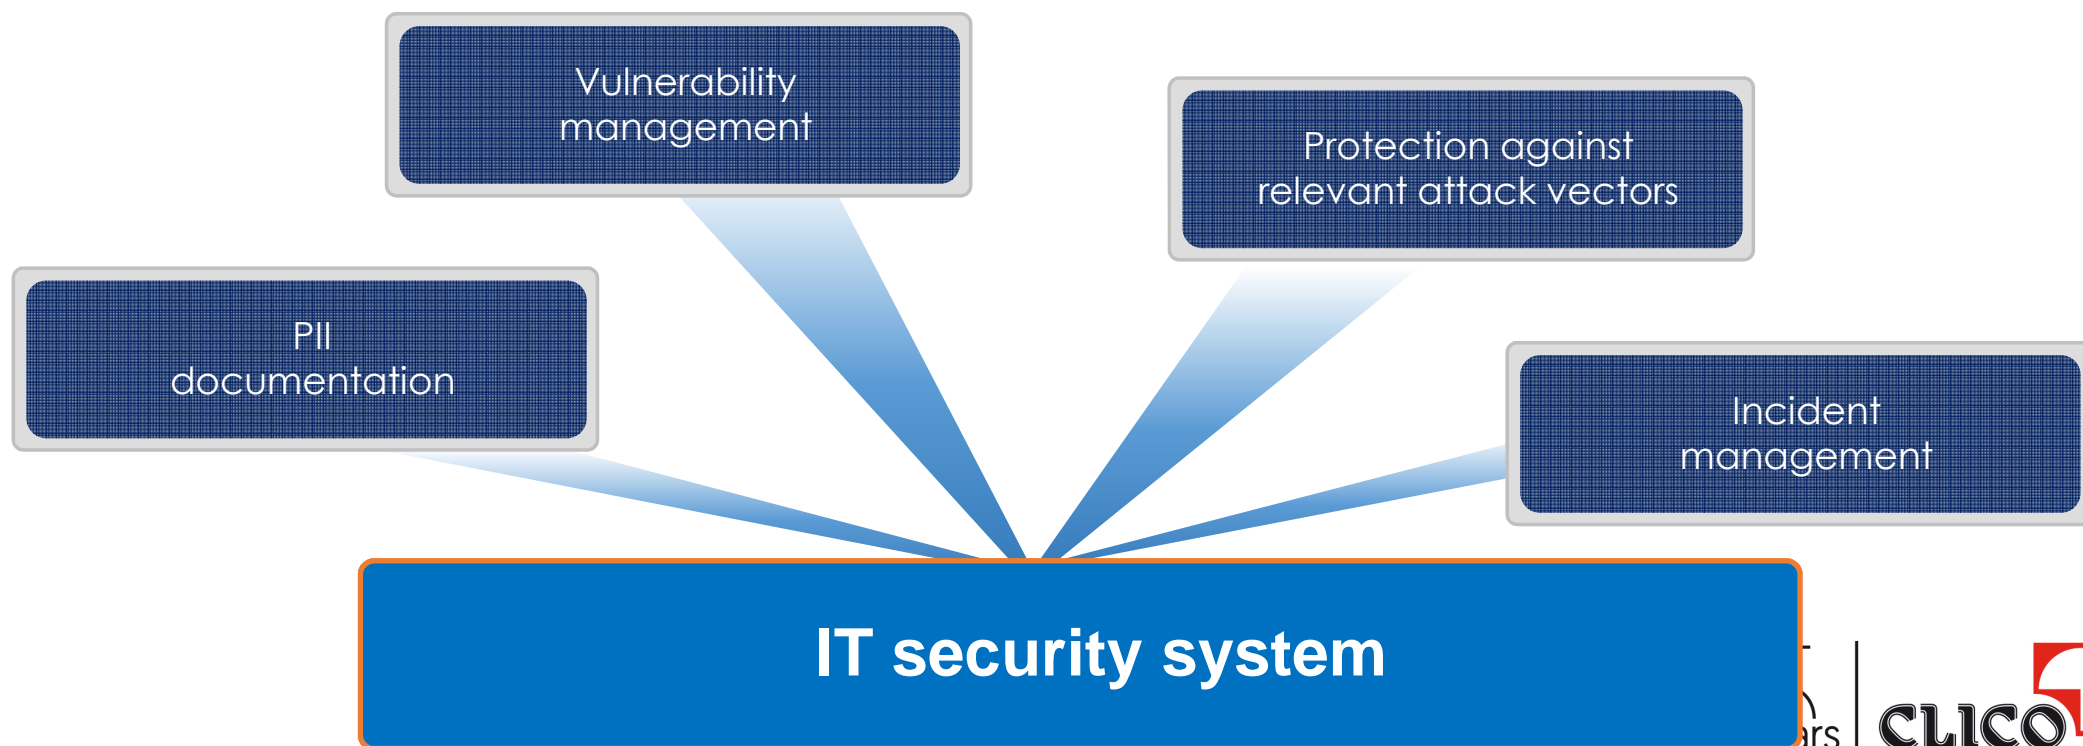 Vulnerability
management
Protection against
relevant attack vectors
PII
documentation
Incident
management
IT security system
CLICO